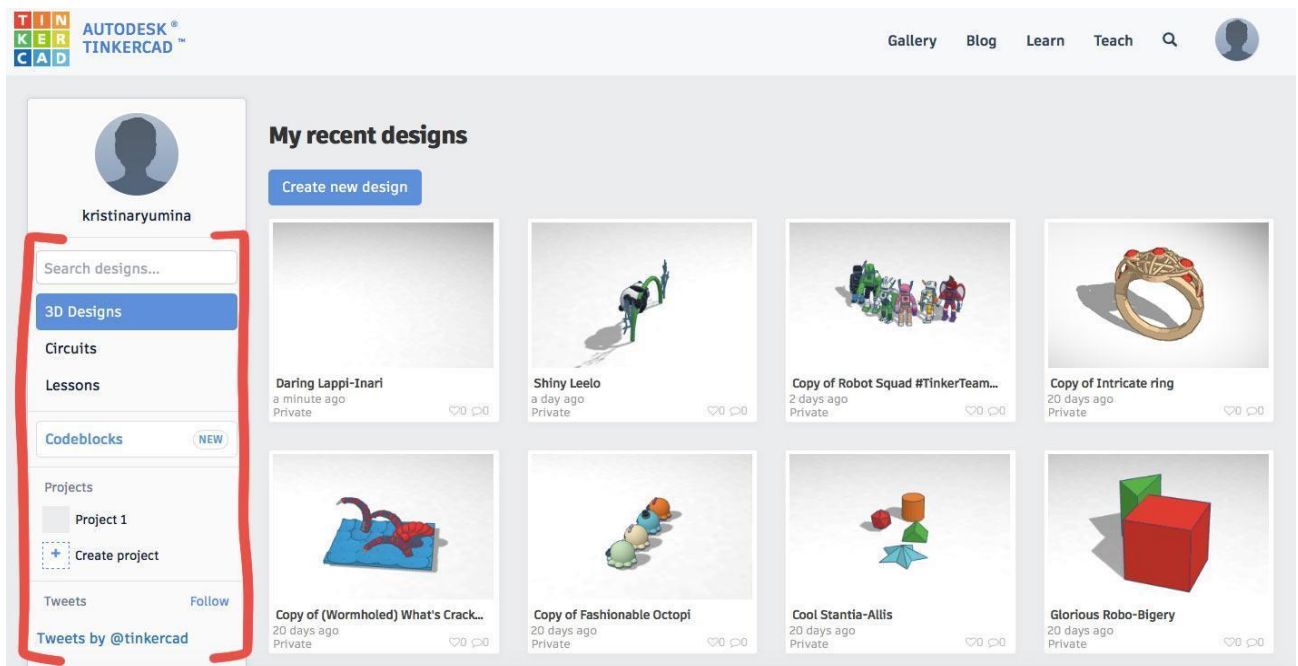 TIN
KER
CAD
AUTODESK ®
TINKERCAD ™
Gallery Blog Learn Teach
kristinaryumina
Search designs...
3D Designs
Circuits
Lessons
Codeblocks NEW
Projects
Project 1
+ Create project
Tweets Follow
Tweets by @tinkercad
My recent designs
Create new design
Daring Lappi-Inari
a minute ago
Private 0 0
Shiny Leelo
a day ago
Private 0 0
Copy of Robot Squad #TinkerTeam...
2 days ago
Private 0 0
Copy of Intricate ring
20 days ago
Private 0 0
Copy of (Wormholed) What's Crack...
20 days ago
Private 0 0
Copy of Fashionable Octopi
20 days ago
Private 0 0
Cool Stantia-Allis
20 days ago
Private 0 0
Glorious Robo-Bigery
20 days ago
Private 0 0